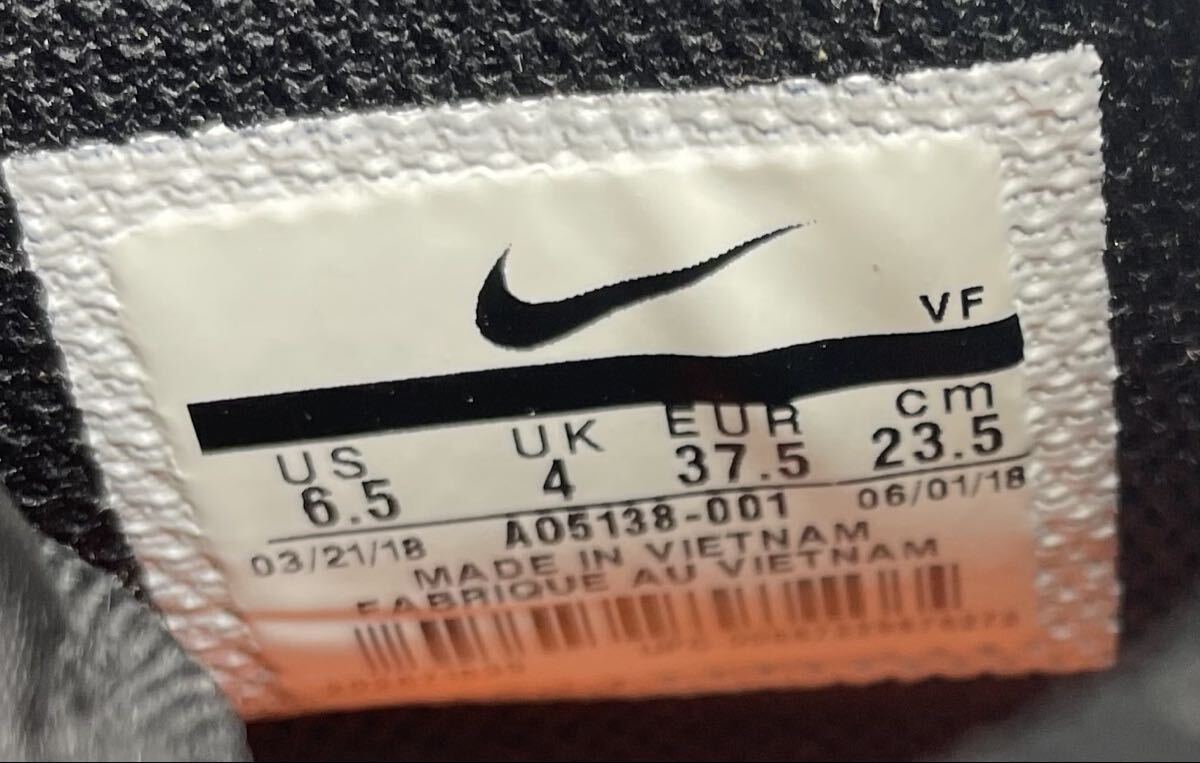 VF
US UK EUR cm
6.5 4 37.5 23.5
03/21/18 AO5138-001 06/01/18
MADE IN VIETNAM
FABRIQUE AU VIETNAM